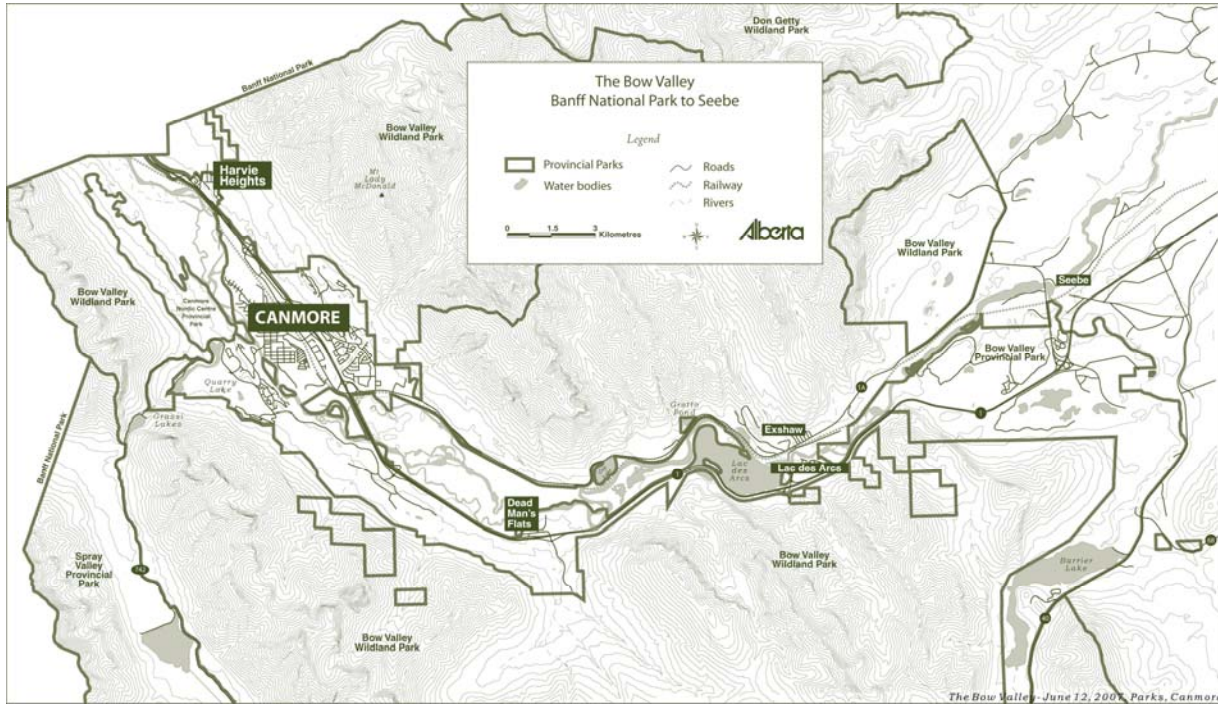 Don Getty
Wildland Park
Banff National Park
The Bow Valley
Banff National Park to Seebe
Legend
Provincial Parks
Water bodies
Roads
Railway
Rivers
0 1.5 3
Kilometres
Alberta
Bow Valley
Wildland Park
Mt
Lady
McDonald
Harvie
Heights
Bow Valley
Wildland Park
Bow Valley
Wildland Park
Canmore
Nordic Centre
Provincial
Park
CANMORE
Seebe
Bow Valley
Provincial Park
Quarry
Lake
Grassi
Lakes
1A
1
Grotto
Pond
Exshaw
Lac
des
Arcs
Lac des Arcs
1
Banff National Park
Dead
Man's
Flats
Spray
Valley
Provincial
Park
742
Bow Valley
Wildland Park
Barrier
Lake
68
40
Bow Valley
Wildland Park
The Bow Valley-June 12, 2007, Parks, Canmore